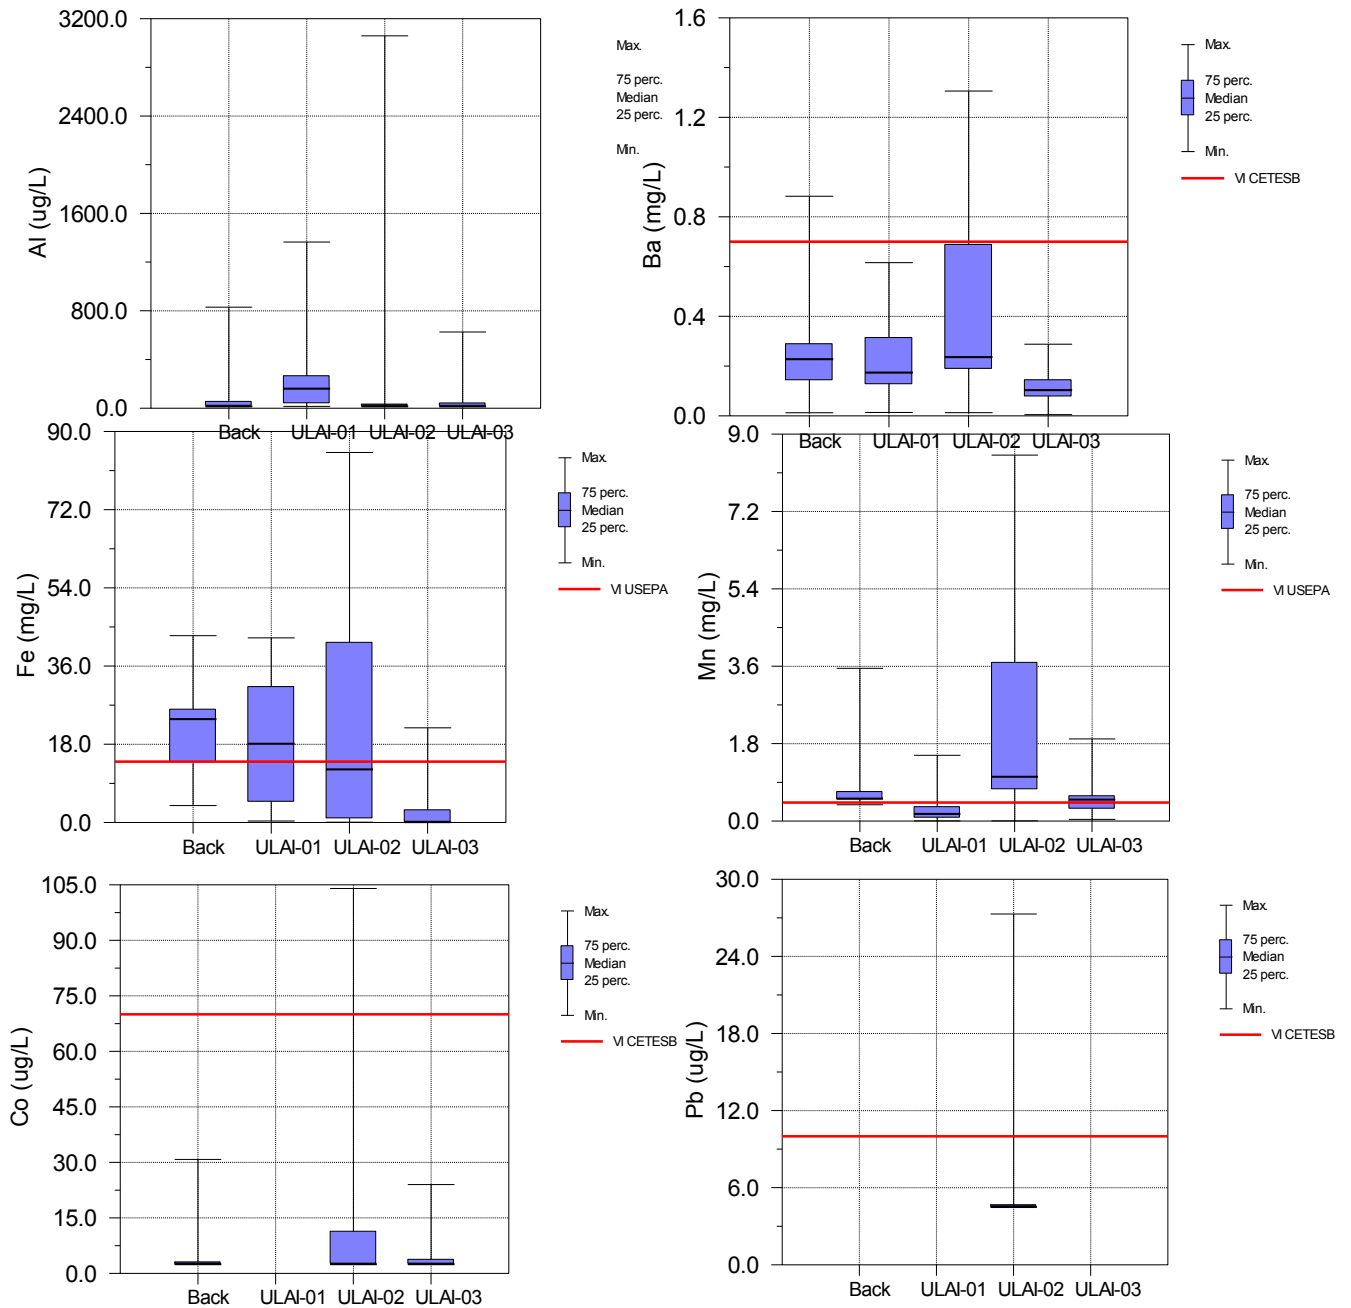 Al (ug/L)
3200.0
2400.0
1600.0
800.0
0.0
Back ULAI-01 ULAI-02 ULAI-03
Max.
75 perc.
Median
25 perc.
Min.
Ba (mg/L)
1.6
1.2
0.8
0.4
0.0
Back ULAI-01 ULAI-02 ULAI-03
Max.
75 perc.
Median
25 perc.
Min.
VI CETESB
Fe (mg/L)
90.0
72.0
54.0
36.0
18.0
0.0
Back ULAI-01 ULAI-02 ULAI-03
Max.
75 perc.
Median
25 perc.
Min.
VI USEPA
Mn (mg/L)
9.0
7.2
5.4
3.6
1.8
0.0
Back ULAI-01 ULAI-02 ULAI-03
Max.
75 perc.
Median
25 perc.
Min.
VI USEPA
Co (ug/L)
105.0
90.0
75.0
60.0
45.0
30.0
15.0
0.0
Back ULAI-01 ULAI-02 ULAI-03
Max.
75 perc.
Median
25 perc.
Min.
VI CETESB
Pb (ug/L)
30.0
24.0
18.0
12.0
6.0
0.0
Back ULAI-01 ULAI-02 ULAI-03
Max.
75 perc.
Median
25 perc.
Min.
VI CETESB